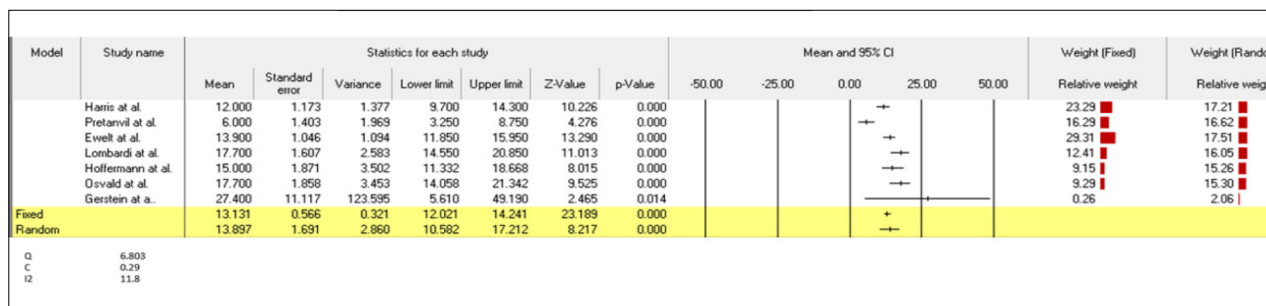 Model Study name Statistics for each study Mean and 95% CI Weight (Fixed) Weight (Rando
Mean Standard error Variance Lower limit Upper limit Z-Value p-Value -50.00 -25.00 0.00 25.00 50.00 Relative weight Relative weig
Harris at al. 12.000 1.173 1.377 9.700 14.300 10.226 0.000 23.29 17.21
Pretanvil at al. 6.000 1.403 1.969 3.250 8.750 4.276 0.000 16.29 16.62
Ewelt at al. 13.900 1.046 1.094 11.850 15.950 13.290 0.000 29.31 17.51
Lombardi at al. 17.700 1.607 2.583 14.550 20.850 11.013 0.000 12.41 16.05
Hoffermann at al. 15.000 1.871 3.502 11.332 18.668 8.015 0.000 9.15 15.26
Osvald at al. 17.700 1.858 3.453 14.058 21.342 9.525 0.000 9.29 15.30
Gerstein at a.. 27.400 11.117 123.595 5.610 49.190 2.465 0.014 0.26 2.06
Fixed 13.131 0.566 0.321 12.021 14.241 23.189 0.000
Random 13.897 1.691 2.860 10.582 17.212 8.217 0.000
Q 6.803
C 0.29
I2 11.8